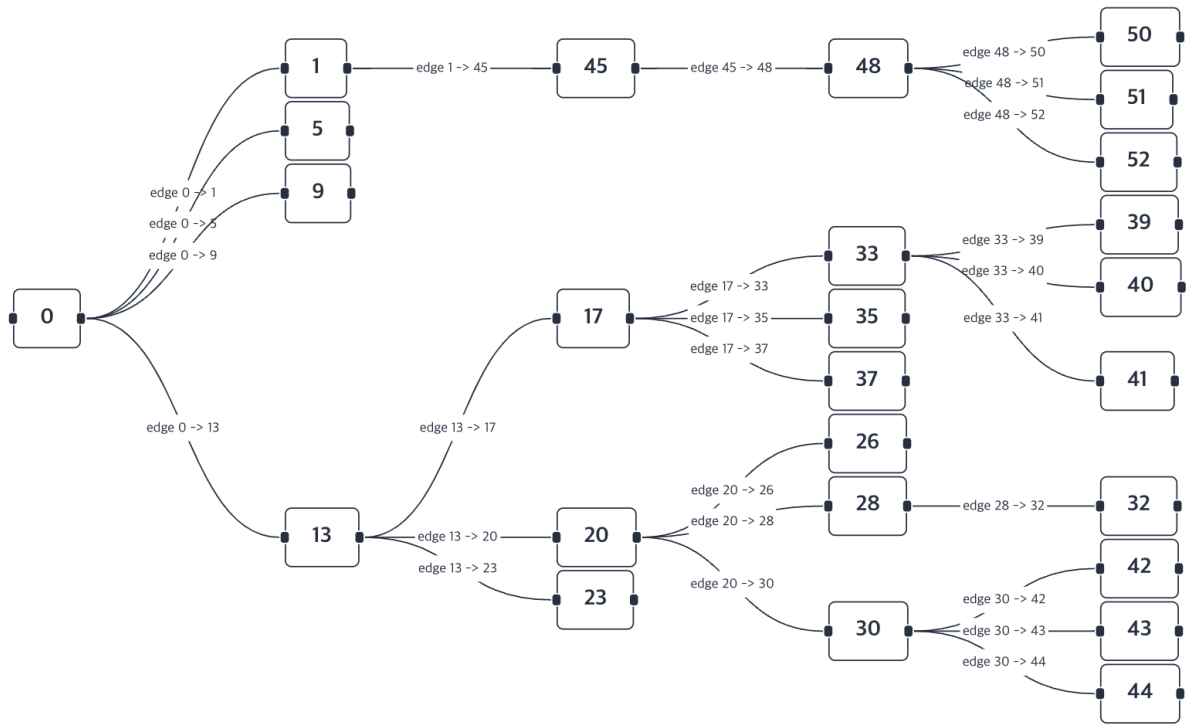 50
1
45
48
edge 1 -> 45
edge 45 -> 48
edge 48 -> 50
edge 48 -> 51
51
edge 48 -> 52
5
52
9
edge 0 -> 1
edge 0 -> 5
39
edge 33 -> 39
edge 0 -> 9
33
edge 33 -> 40
40
edge 17 -> 33
0
17
edge 17 -> 35
35
edge 33 -> 41
edge 17 -> 37
37
41
edge 0 -> 13
edge 13 -> 17
26
edge 20 -> 26
28
edge 28 -> 32
32
edge 20 -> 28
13
edge 13 -> 20
20
edge 13 -> 23
42
edge 20 -> 30
23
edge 30 -> 42
30
edge 30 -> 43
43
edge 30 -> 44
44